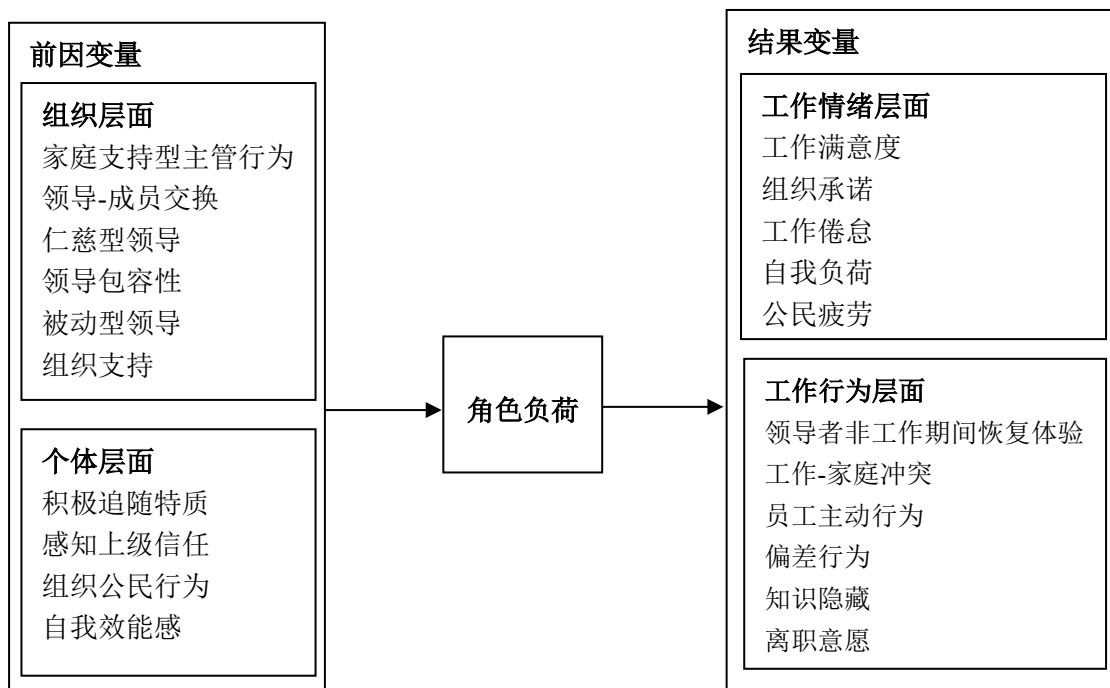 前因变量
组织层面
家庭支持型主管行为
领导-成员交换
仁慈型领导
领导包容性
被动型领导
组织支持
个体层面
积极追随特质
感知上级信任
组织公民行为
自我效能感
角色负荷
结果变量
工作情绪层面
工作满意度
组织承诺
工作倦怠
自我负荷
公民疲劳
工作行为层面
领导者非工作期间恢复体验
工作-家庭冲突
员工主动行为
偏差行为
知识隐藏
离职意愿